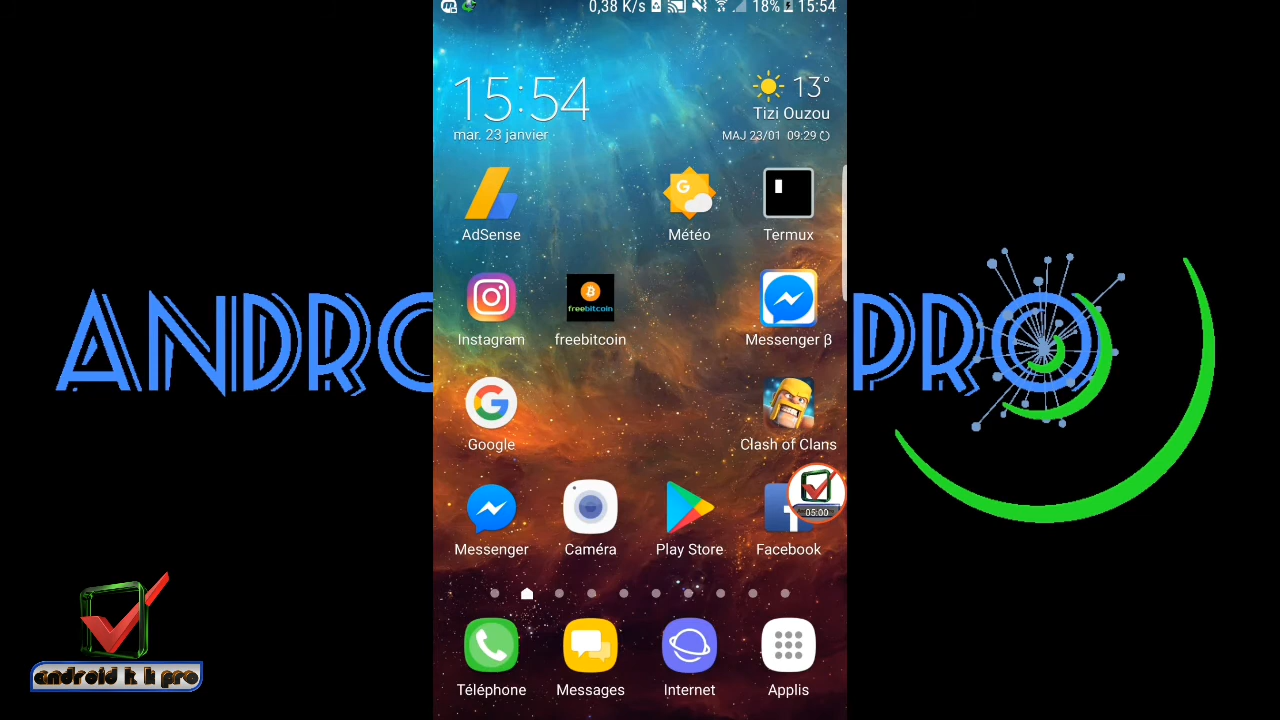 0,38 K/s 18% 15:54
15:54
13°
Tizi Ouzou
mar. 23 janvier
MAJ 23/01 09:29
AdSense
Météo
Termux
freebitcoin
Instagram
freebitcoin
Messenger β
Google
Clash of Clans
05:00
Messenger
Caméra
Play Store
Facebook
Téléphone
Messages
Internet
Applis
ANDRO
PRO
android k k pro